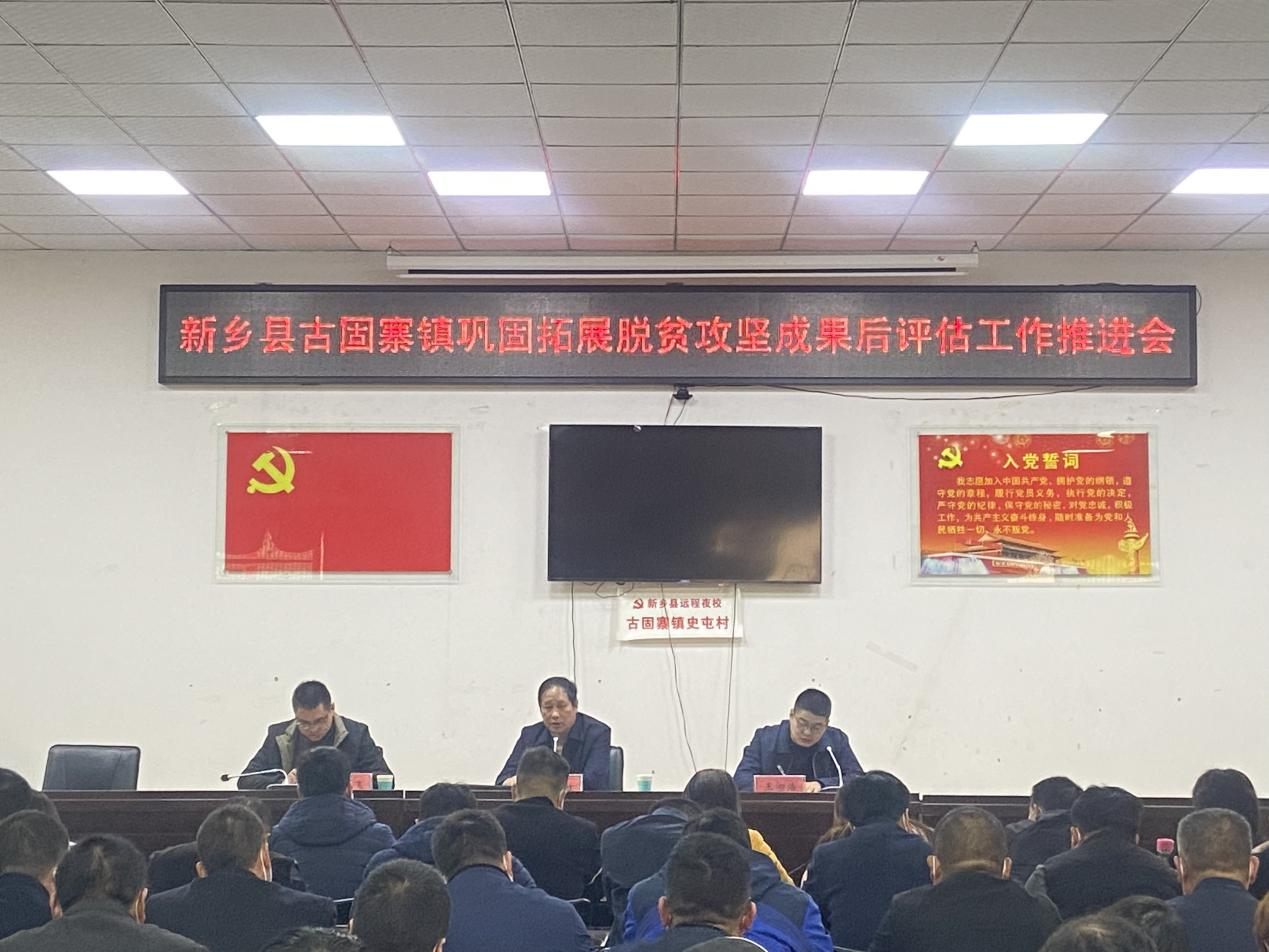 新乡县古固寨镇巩固拓展脱贫攻坚成果后评估工作推进会
入党誓词
我志愿加入中国共产党，拥护党的纲领，遵
守党的章程，履行党员义务，执行党的决定，
严守党的纪律，保守党的秘密，对党忠诚，积极
工作，为共产主义奋斗终身，随时准备为党和人
民牺牲一切，永不叛党。
新乡县远程夜校
古固寨镇史屯村